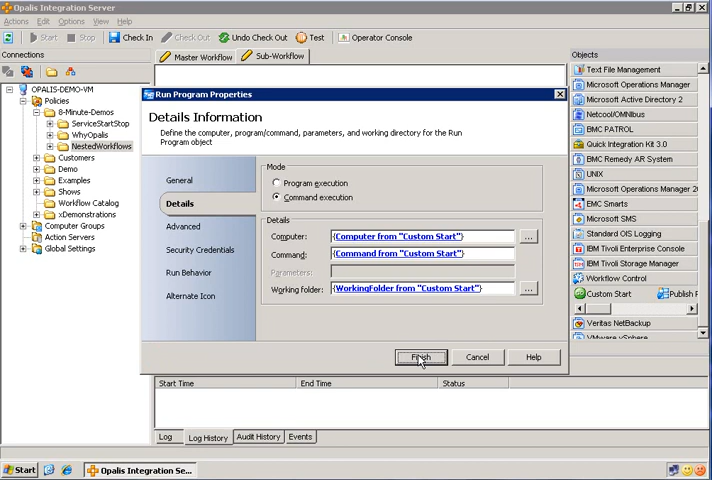 Opalis Integration Server
Actions Edit Options View Help
Start Stop Check In Check Out Undo Check Out Test Operator Console
Connections
Master Workflow Sub-Workflow
Objects
OPALIS-DEMO-VM
Policies
8-Minute-Demos
ServiceStartStop
WhyOpalis
NestedWorkflows
Customers
Demo
Examples
Shows
Workflow Catalog
xDemonstrations
Computer Groups
Action Servers
Global Settings
Run Program Properties
Details Information
Define the computer, program/command, parameters, and working directory for the Run
Program object
General
Details
Advanced
Security Credentials
Run Behavior
Alternate Icon
Mode
Program execution
Command execution
Details
Computer: {Computer from "Custom Start"} ...
Command: {Command from "Custom Start"}
Parameters:
Working folder: {WorkingFolder from "Custom Start"} ...
Finish Cancel Help
Text File Management
Microsoft Operations Manager
Microsoft Active Directory 2
Netcool/OMNIbus
BMC PATROL
Quick Integration Kit 3.0
BMC Remedy AR System
UNIX
Microsoft Operations Manager 20
EMC Smarts
Microsoft SMS
Standard OIS Logging
IBM Tivoli Enterprise Console
IBM Tivoli Storage Manager
Workflow Control
Custom Start Publish P
Veritas NetBackup
VMware vSphere
Start Time End Time Status
Log Log History Audit History Events
Start Opalis Integration Se...